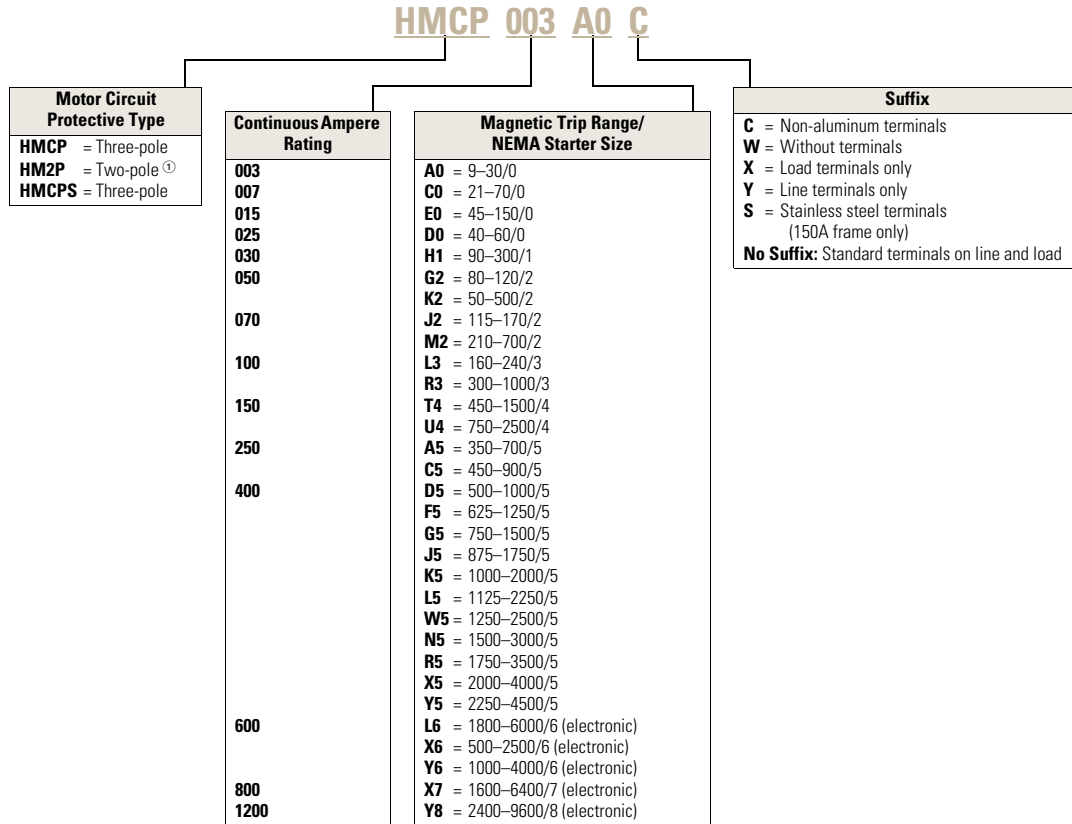 HMCP 003 A0 C
Motor Circuit
Protective Type
HMCP = Three-pole
HM2P = Two-pole ①
HMCPS = Three-pole
Continuous Ampere
Rating
003
007
015
025
030
050
070
100
150
250
400
600
800
1200
Magnetic Trip Range/
NEMA Starter Size
A0 = 9–30/0
C0 = 21–70/0
E0 = 45–150/0
D0 = 40–60/0
H1 = 90–300/1
G2 = 80–120/2
K2 = 50–500/2
J2 = 115–170/2
M2 = 210–700/2
L3 = 160–240/3
R3 = 300–1000/3
T4 = 450–1500/4
U4 = 750–2500/4
A5 = 350–700/5
C5 = 450–900/5
D5 = 500–1000/5
F5 = 625–1250/5
G5 = 750–1500/5
J5 = 875–1750/5
K5 = 1000–2000/5
L5 = 1125–2250/5
W5 = 1250–2500/5
N5 = 1500–3000/5
R5 = 1750–3500/5
X5 = 2000–4000/5
Y5 = 2250–4500/5
L6 = 1800–6000/6 (electronic)
X6 = 500–2500/6 (electronic)
Y6 = 1000–4000/6 (electronic)
X7 = 1600–6400/7 (electronic)
Y8 = 2400–9600/8 (electronic)
Suffix
C = Non-aluminum terminals
W = Without terminals
X = Load terminals only
Y = Line terminals only
S = Stainless steel terminals
(150A frame only)
No Suffix: Standard terminals on line and load